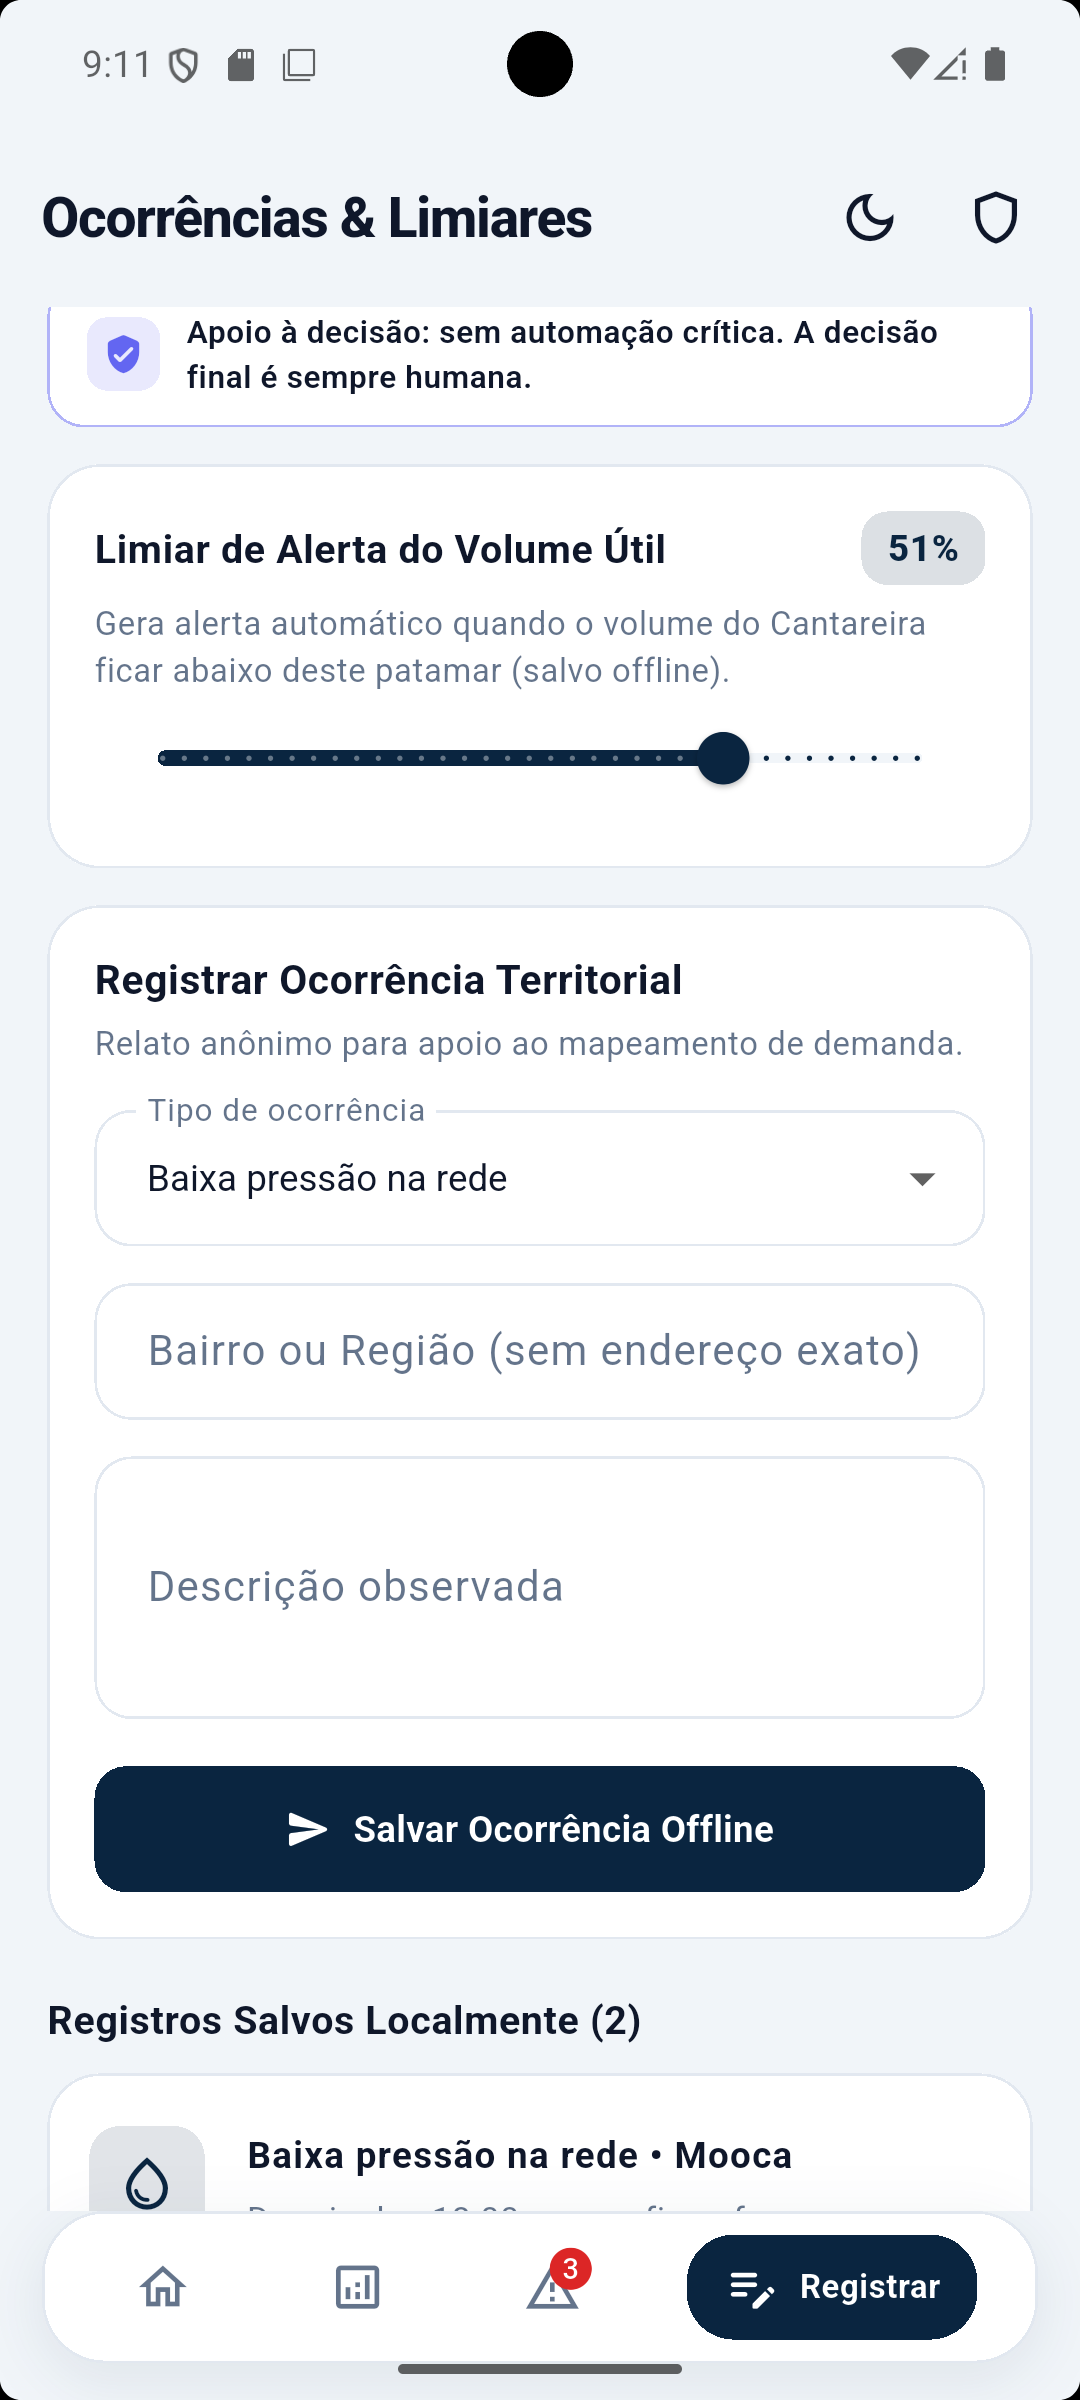 9:11
Ocorrências & Limiares
Apoio à decisão: sem automação crítica. A decisão
final é sempre humana.
Limiar de Alerta do Volume Útil
51%
Gera alerta automático quando o volume do Cantareira
ficar abaixo deste patamar (salvo offline).
Registrar Ocorrência Territorial
Relato anônimo para apoio ao mapeamento de demanda.
Tipo de ocorrência
Baixa pressão na rede
Bairro ou Região (sem endereço exato)
Descrição observada
Salvar Ocorrência Offline
Registros Salvos Localmente (2)
Baixa pressão na rede • Mooca
3
Registrar